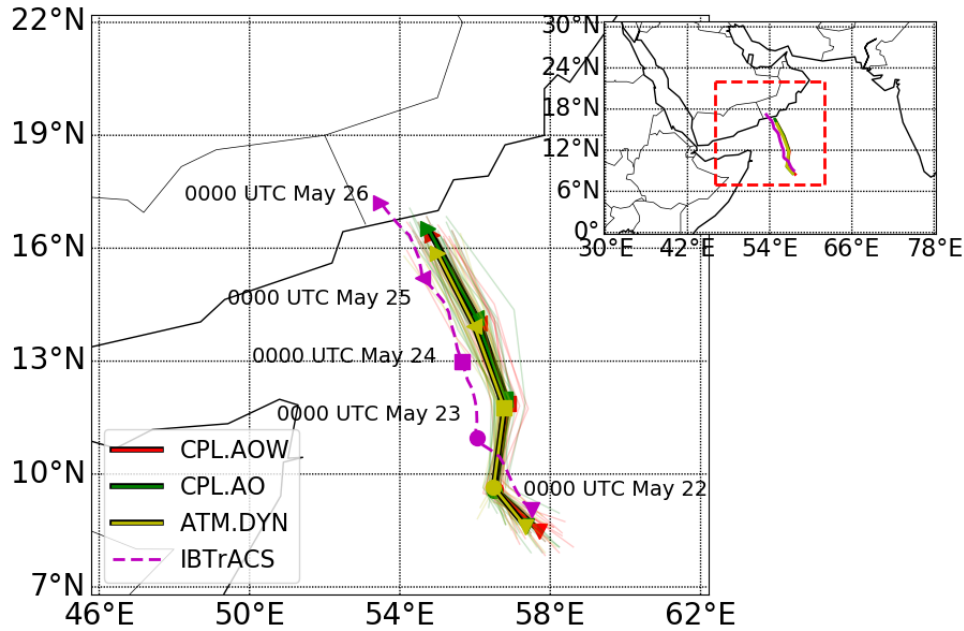 22°N
19°N
16°N
13°N
10°N
7°N
46°E
50°E
54°E
58°E
62°E
0000 UTC May 26
0000 UTC May 25
0000 UTC May 24
0000 UTC May 23
0000 UTC May 22
CPL.AOW
CPL.AO
ATM.DYN
IBTrACS
30°N
24°N
18°N
12°N
6°N
0°
30°E
42°E
54°E
66°E
78°E